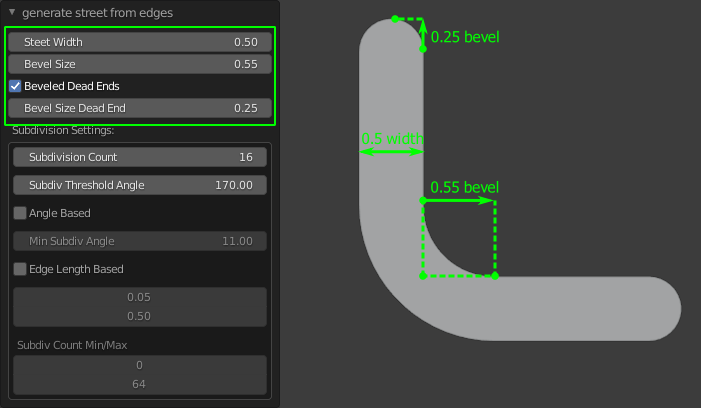 generate street from edges
Steet Width 0.50
Bevel Size 0.55
Beveled Dead Ends
Bevel Size Dead End 0.25
Subdivision Settings:
Subdivision Count 16
Subdiv Threshold Angle 170.00
Angle Based
Min Subdiv Angle 11.00
Edge Length Based
0.05
0.50
Subdiv Count Min/Max
0
64
0.25 bevel
0.5 width
0.55 bevel